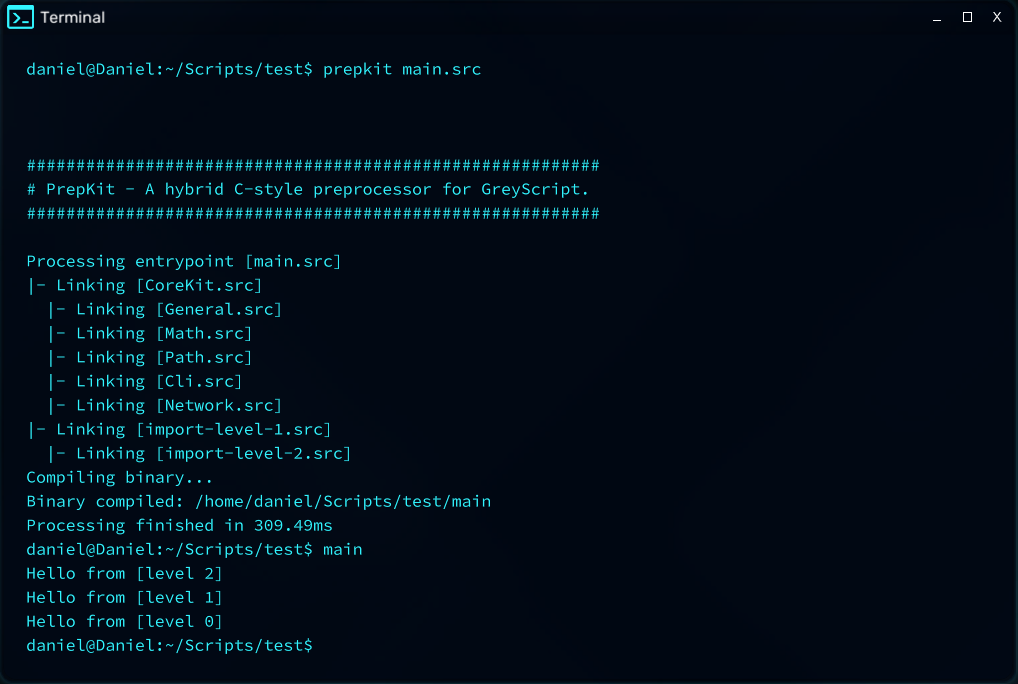 Terminal
daniel@Daniel:~/Scripts/test$ prepkit main.src
##########################################################
# PrepKit - A hybrid C-style preprocessor for GreyScript.
##########################################################
Processing entrypoint [main.src]
|- Linking [CoreKit.src]
  |- Linking [General.src]
  |- Linking [Math.src]
  |- Linking [Path.src]
  |- Linking [Cli.src]
  |- Linking [Network.src]
|- Linking [import-level-1.src]
  |- Linking [import-level-2.src]
Compiling binary...
Binary compiled: /home/daniel/Scripts/test/main
Processing finished in 309.49ms
daniel@Daniel:~/Scripts/test$ main
Hello from [level 2]
Hello from [level 1]
Hello from [level 0]
daniel@Daniel:~/Scripts/test$